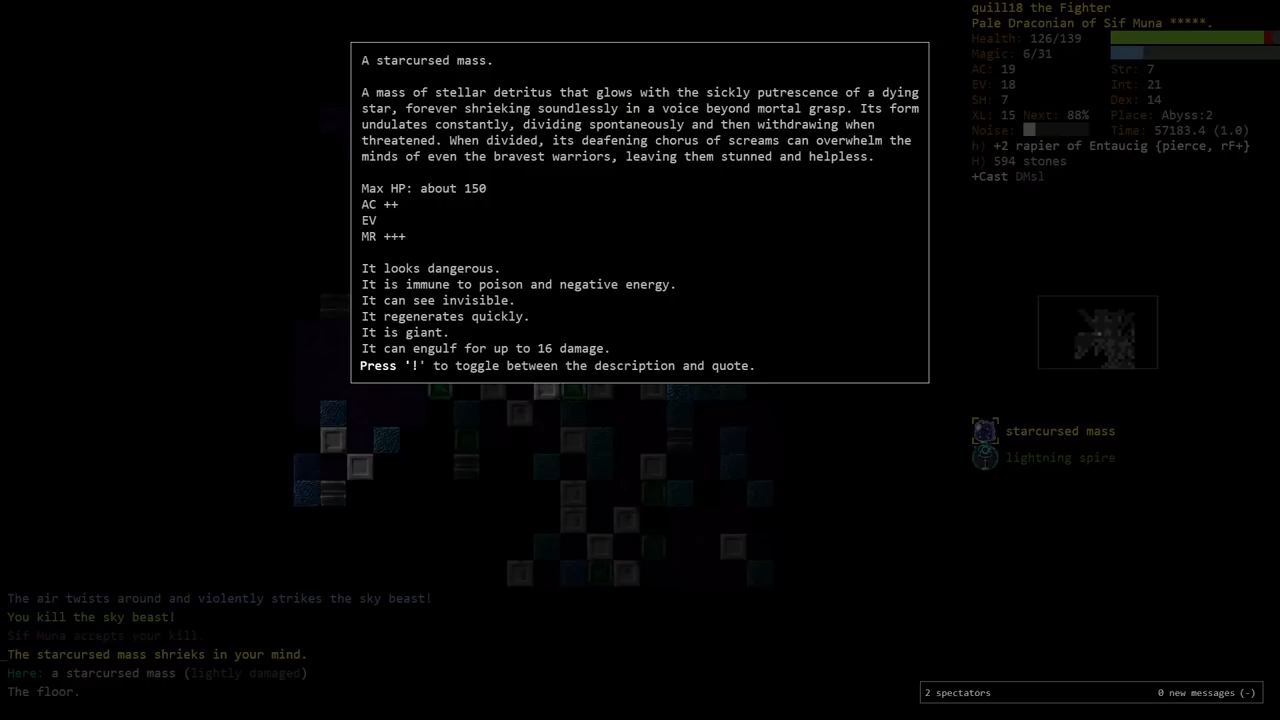 quill18 the Fighter
Pale Draconian of Sif Muna *****.
Health: 126/139
Magic: 6/31
AC: 19 Str: 7
EV: 18 Int: 21
SH: 7 Dex: 14
XL: 15 Next: 88% Place: Abyss:2
Noise: Time: 57183.4 (1.0)
h) +2 rapier of Entaucig {pierce, rF+}
H) 594 stones
+Cast DMsl
A starcursed mass.
A mass of stellar detritus that glows with the sickly putrescence of a dying
star, forever shrieking soundlessly in a voice beyond mortal grasp. Its form
undulates constantly, dividing spontaneously and then withdrawing when
threatened. When divided, its deafening chorus of screams can overwhelm the
minds of even the bravest warriors, leaving them stunned and helpless.
Max HP: about 150
AC ++
EV
MR +++
It looks dangerous.
It is immune to poison and negative energy.
It can see invisible.
It regenerates quickly.
It is giant.
It can engulf for up to 16 damage.
Press '!' to toggle between the description and quote.
starcursed mass
lightning spire
The air twists around and violently strikes the sky beast!
You kill the sky beast!
Sif Muna accepts your kill.
_The starcursed mass shrieks in your mind.
Here: a starcursed mass (lightly damaged)
The floor.
2 spectators 0 new messages (-)